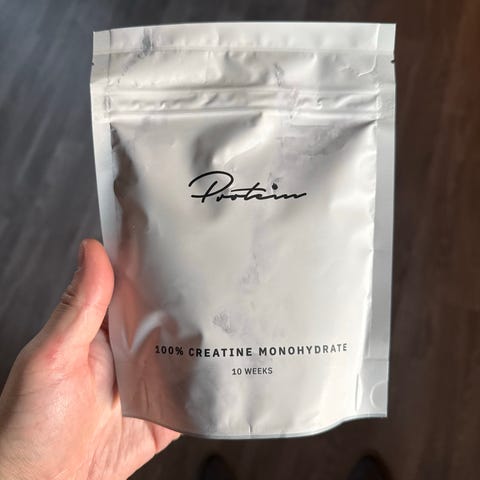 Protein
100% CREATINE MONOHYDRATE
10 WEEKS